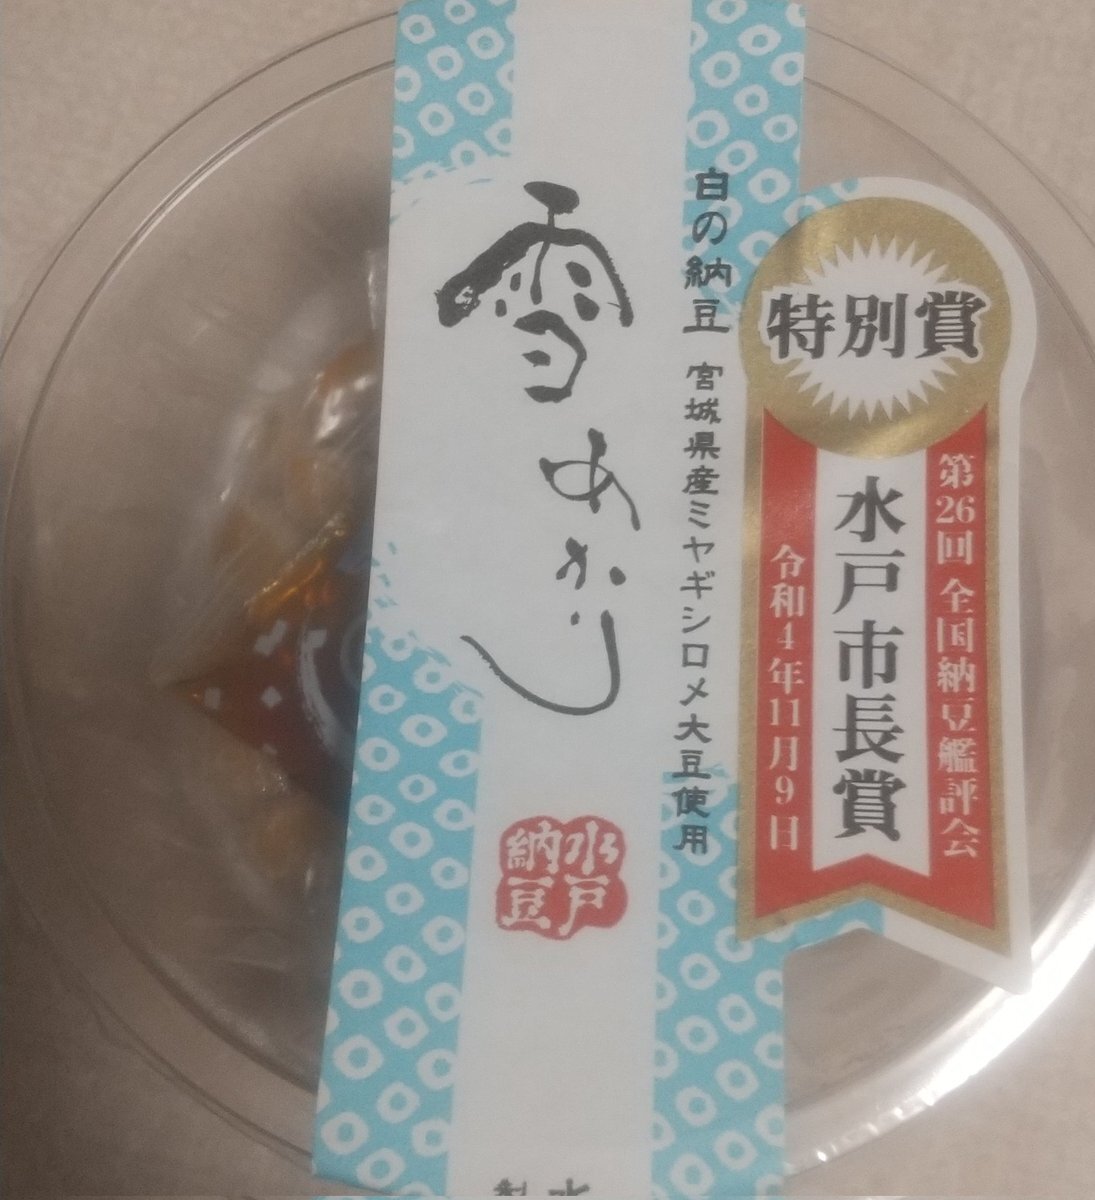 白の納豆 宮城県産ミヤギシロメ大豆使用
雪あかり
水戸
納豆
特別賞
第26回 全国納豆鑑評会
水戸市長賞
令和4年11月9日
水